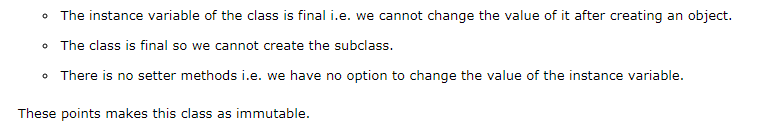 The instance variable of the class is final i.e. we cannot change the value of it after creating an object.
The class is final so we cannot create the subclass.
There is no setter methods i.e. we have no option to change the value of the instance variable.
These points makes this class as immutable.